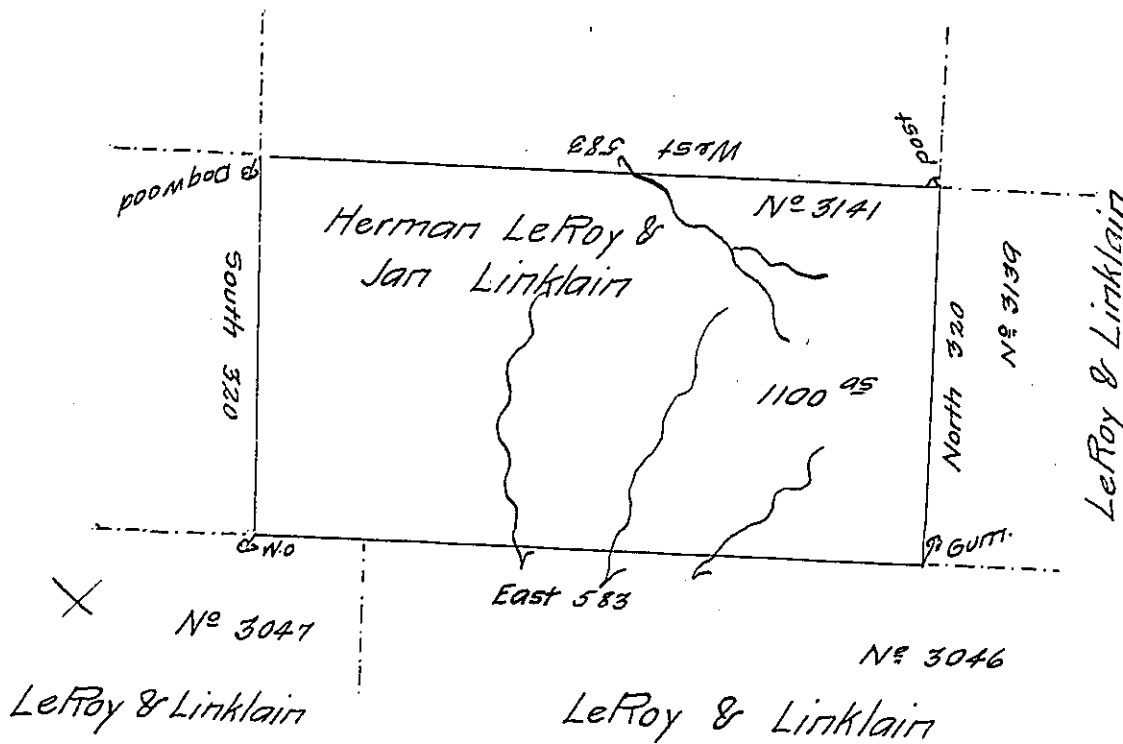 West 583
post
Dogwood
Nº 3141
Herman LeRoy &
Jan Linklain
South 320
1100 as
North 320
Nº 3139
LeRoy & Linklain
W.O
Gum.
East 583
Nº 3047
Nº 3046
LeRoy & Linklain
LeRoy & Linklain